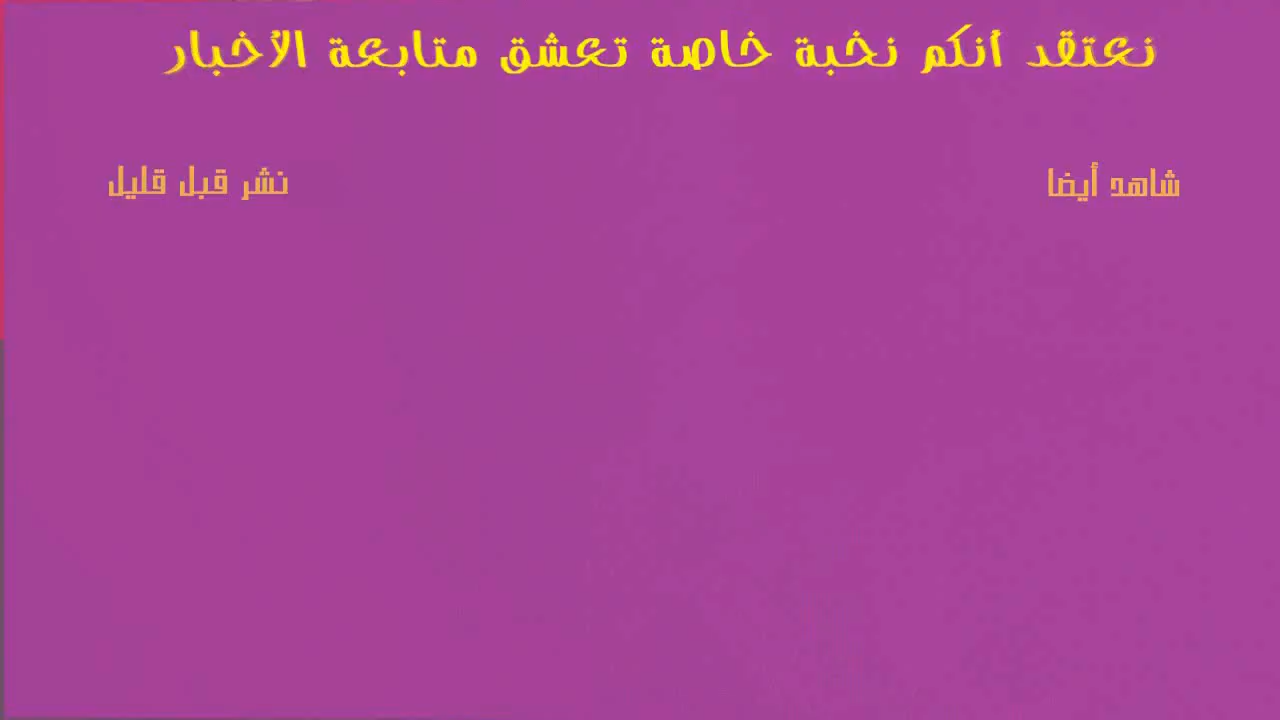 نعتقد أنكم نخبة خاصة تعشق متابعة الأخبار
شاهد أيضا
نشر قبل قليل